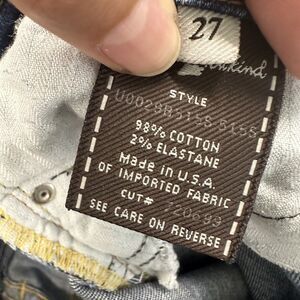 27
STYLE
98% COTTON
2% ELASTANE
Made in U.S.A.
OF IMPORTED FABRIC
CUT#
SEE CARE ON REVERSE